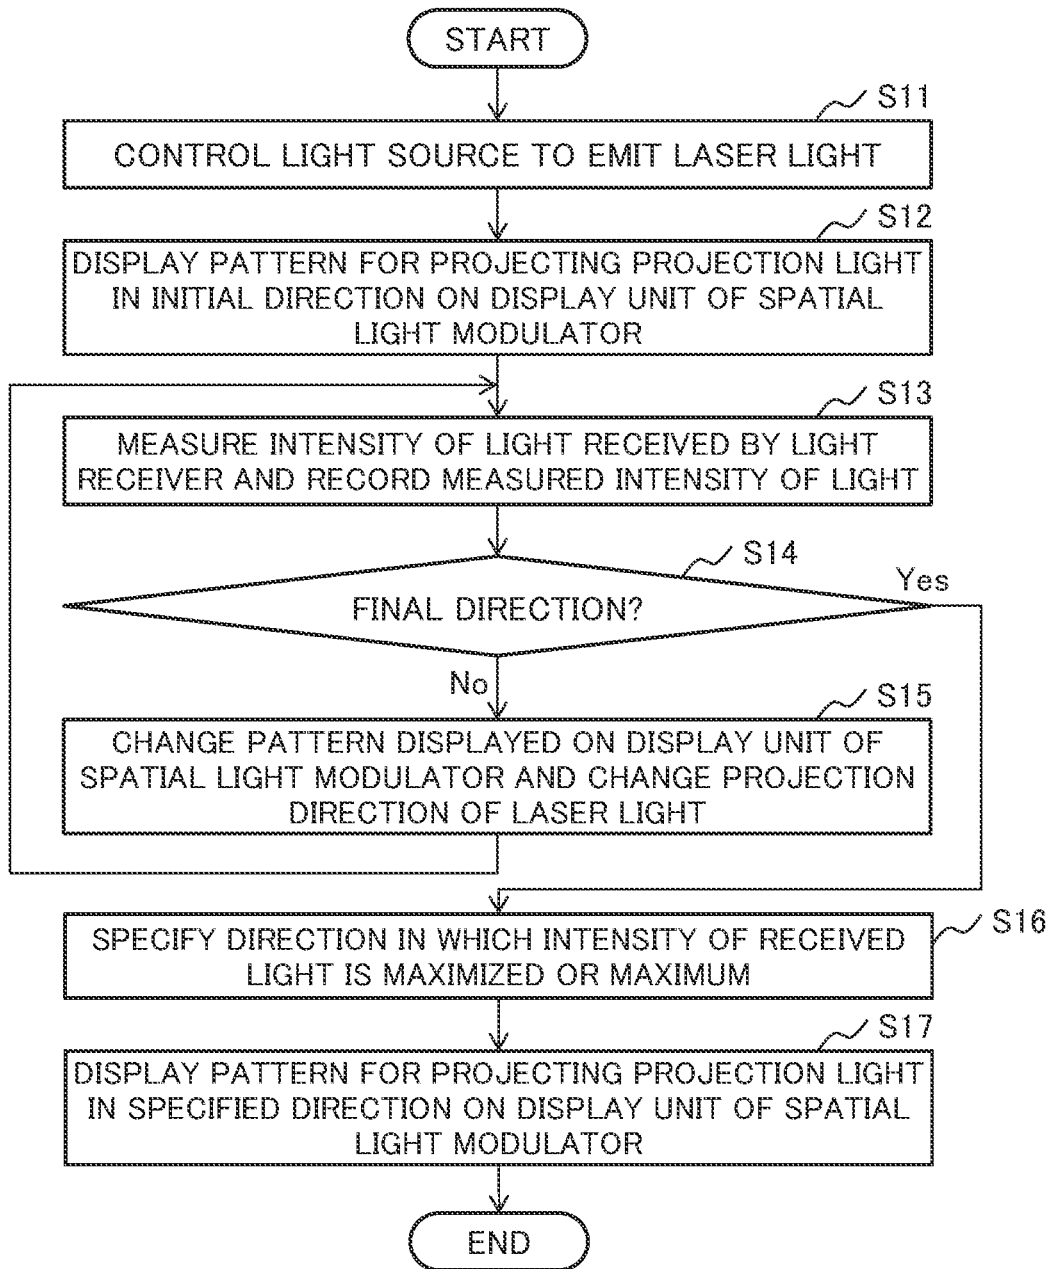 START
S11
CONTROL LIGHT SOURCE TO EMIT LASER LIGHT
S12
DISPLAY PATTERN FOR PROJECTING PROJECTION LIGHT
IN INITIAL DIRECTION ON DISPLAY UNIT OF SPATIAL
LIGHT MODULATOR
S13
MEASURE INTENSITY OF LIGHT RECEIVED BY LIGHT
RECEIVER AND RECORD MEASURED INTENSITY OF LIGHT
S14
Yes
FINAL DIRECTION?
No
S15
CHANGE PATTERN DISPLAYED ON DISPLAY UNIT OF
SPATIAL LIGHT MODULATOR AND CHANGE PROJECTION
DIRECTION OF LASER LIGHT
S16
SPECIFY DIRECTION IN WHICH INTENSITY OF RECEIVED
LIGHT IS MAXIMIZED OR MAXIMUM
S17
DISPLAY PATTERN FOR PROJECTING PROJECTION LIGHT
IN SPECIFIED DIRECTION ON DISPLAY UNIT OF SPATIAL
LIGHT MODULATOR
END